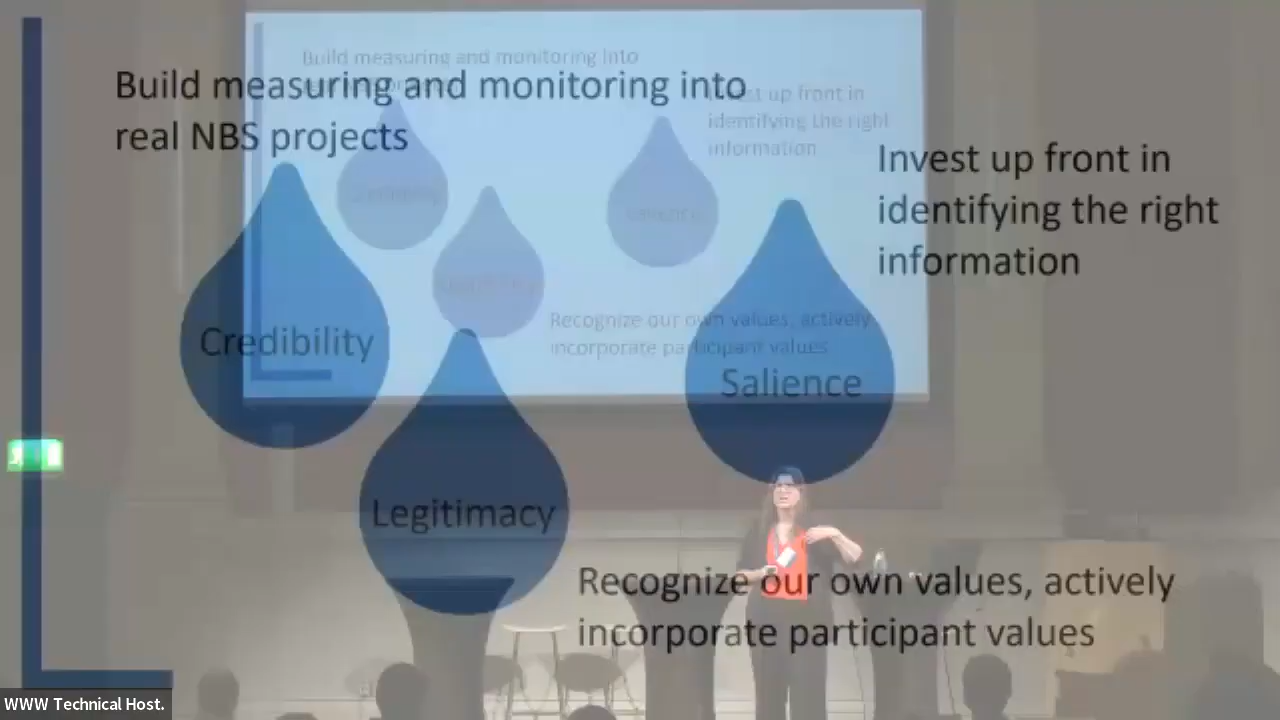 Build measuring and monitoring into
real NBS projects
Invest up front in
identifying the right
information
Credibility
Salience
Legitimacy
Recognize our own values, actively
incorporate participant values
Build measuring and monitoring into
Invest up front in
identifying the right
information
Recognize our own values, actively
incorporate participant values
WWW Technical Host.